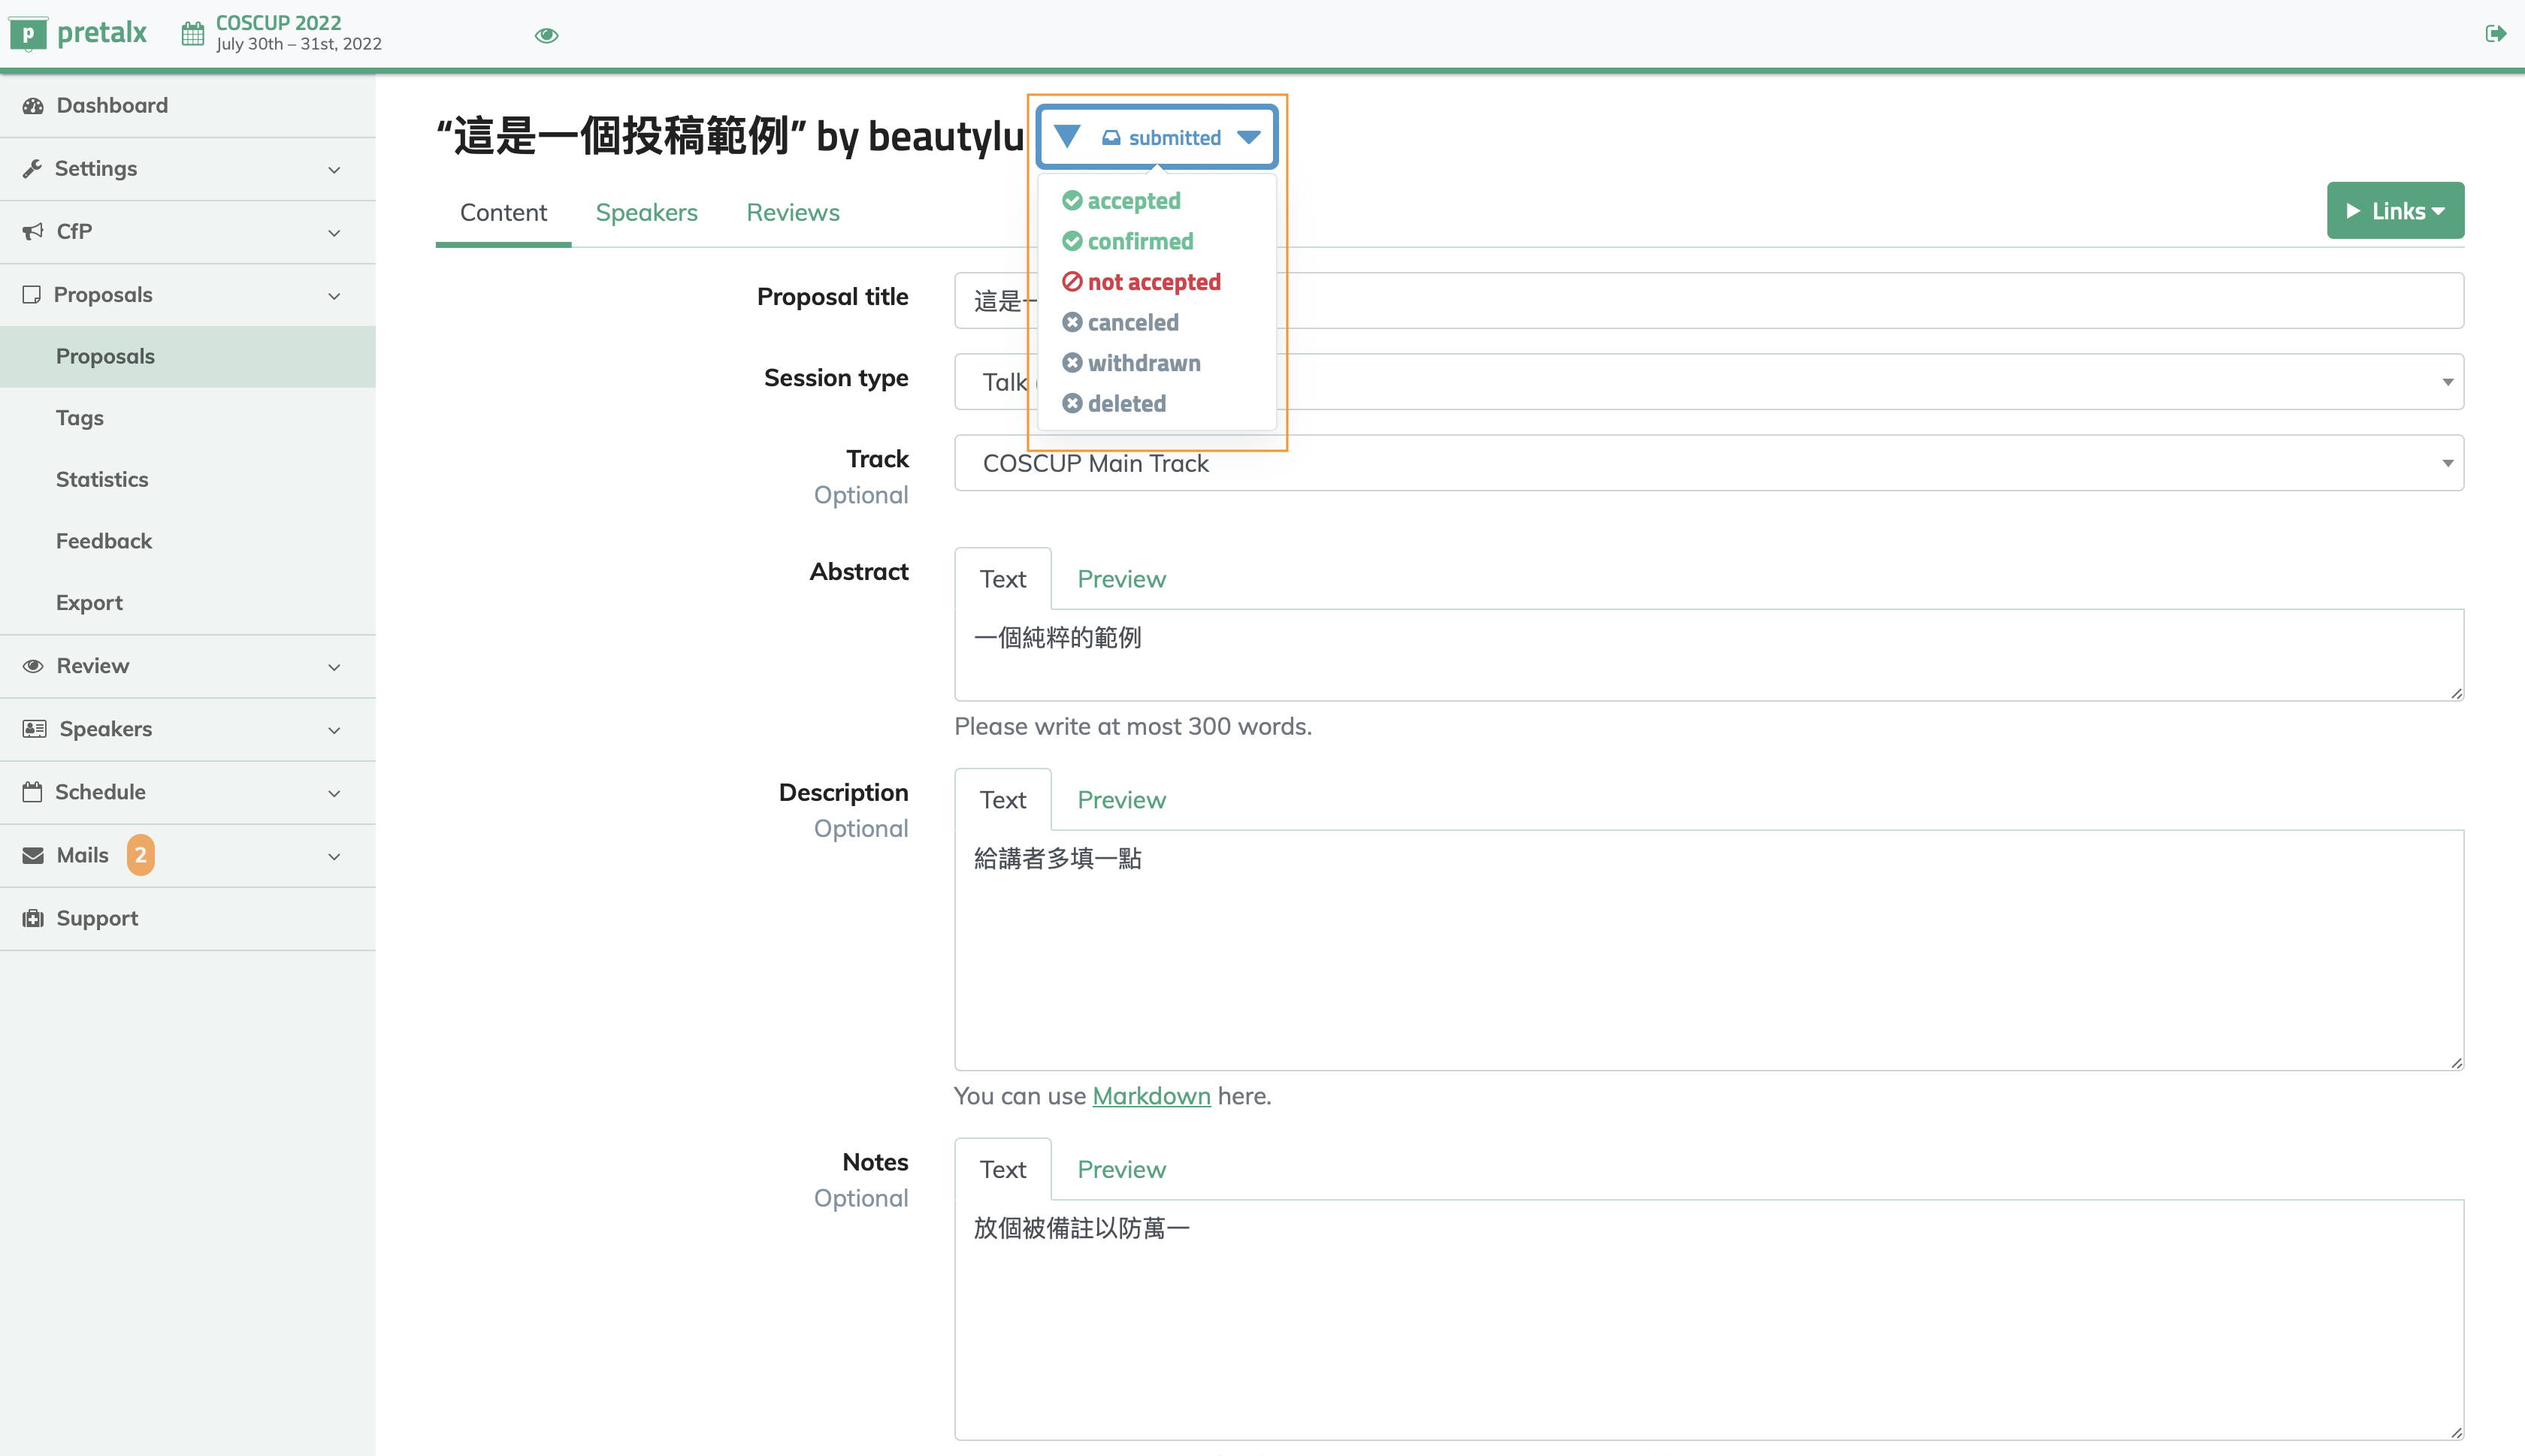 pretalx
COSCUP 2022
July 30th – 31st, 2022
Dashboard
Settings
CfP
Proposals
Proposals
Tags
Statistics
Feedback
Export
Review
Speakers
Schedule
Mails 2
Support
“這是一個投稿範例” by beautylu
submitted
accepted
confirmed
not accepted
canceled
withdrawn
deleted
Content Speakers Reviews
Links
Proposal title
這是一
Session type
Talk
Track
Optional
COSCUP Main Track
Abstract
Text Preview
一個純粹的範例
Please write at most 300 words.
Description
Optional
Text Preview
給講者多填一點
You can use Markdown here.
Notes
Optional
Text Preview
放個被備註以防萬一